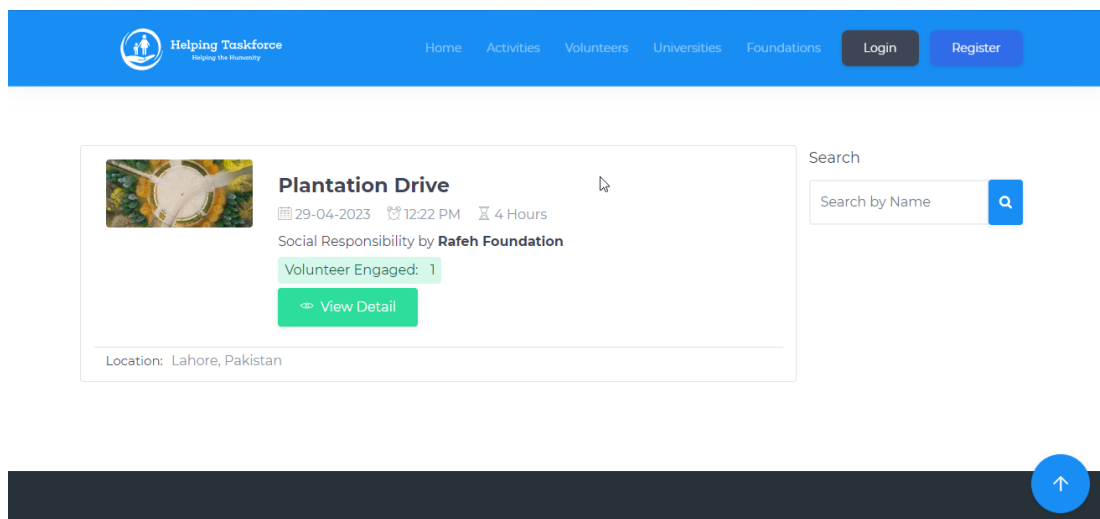 Helping Taskforce
Helping the Humanity
Home Activities Volunteers Universities Foundations Login Register
Plantation Drive
29-04-2023 12:22 PM 4 Hours
Social Responsibility by Rafeh Foundation
Volunteer Engaged: 1
View Detail
Location: Lahore, Pakistan
Search
Search by Name